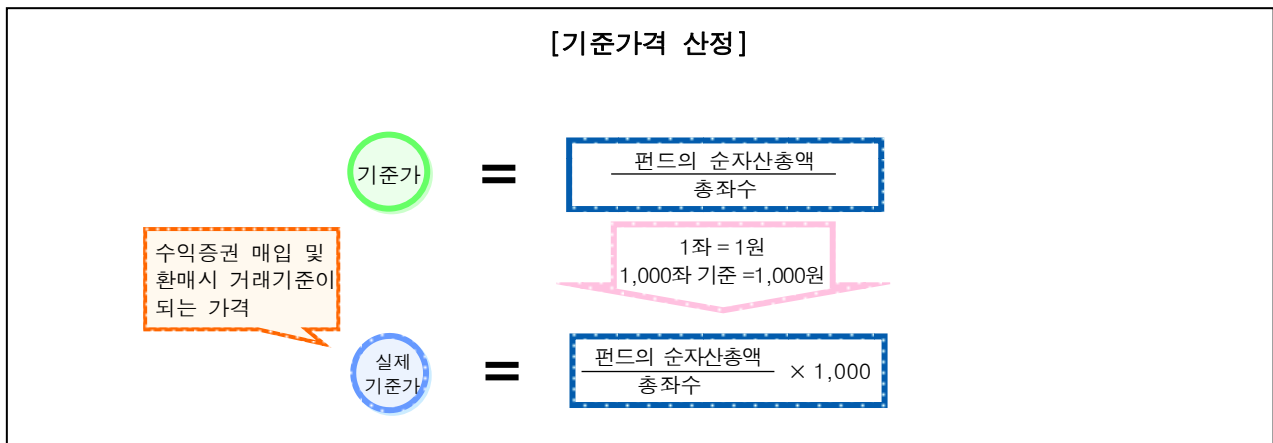 [기준가격 산정]
기준가 = 펀드의 순자산총액
총좌수
1좌 = 1원
1,000좌 기준 =1,000원
수익증권 매입 및
환매시 거래기준이
되는 가격
실제
기준가 = 펀드의 순자산총액
총좌수 × 1,000